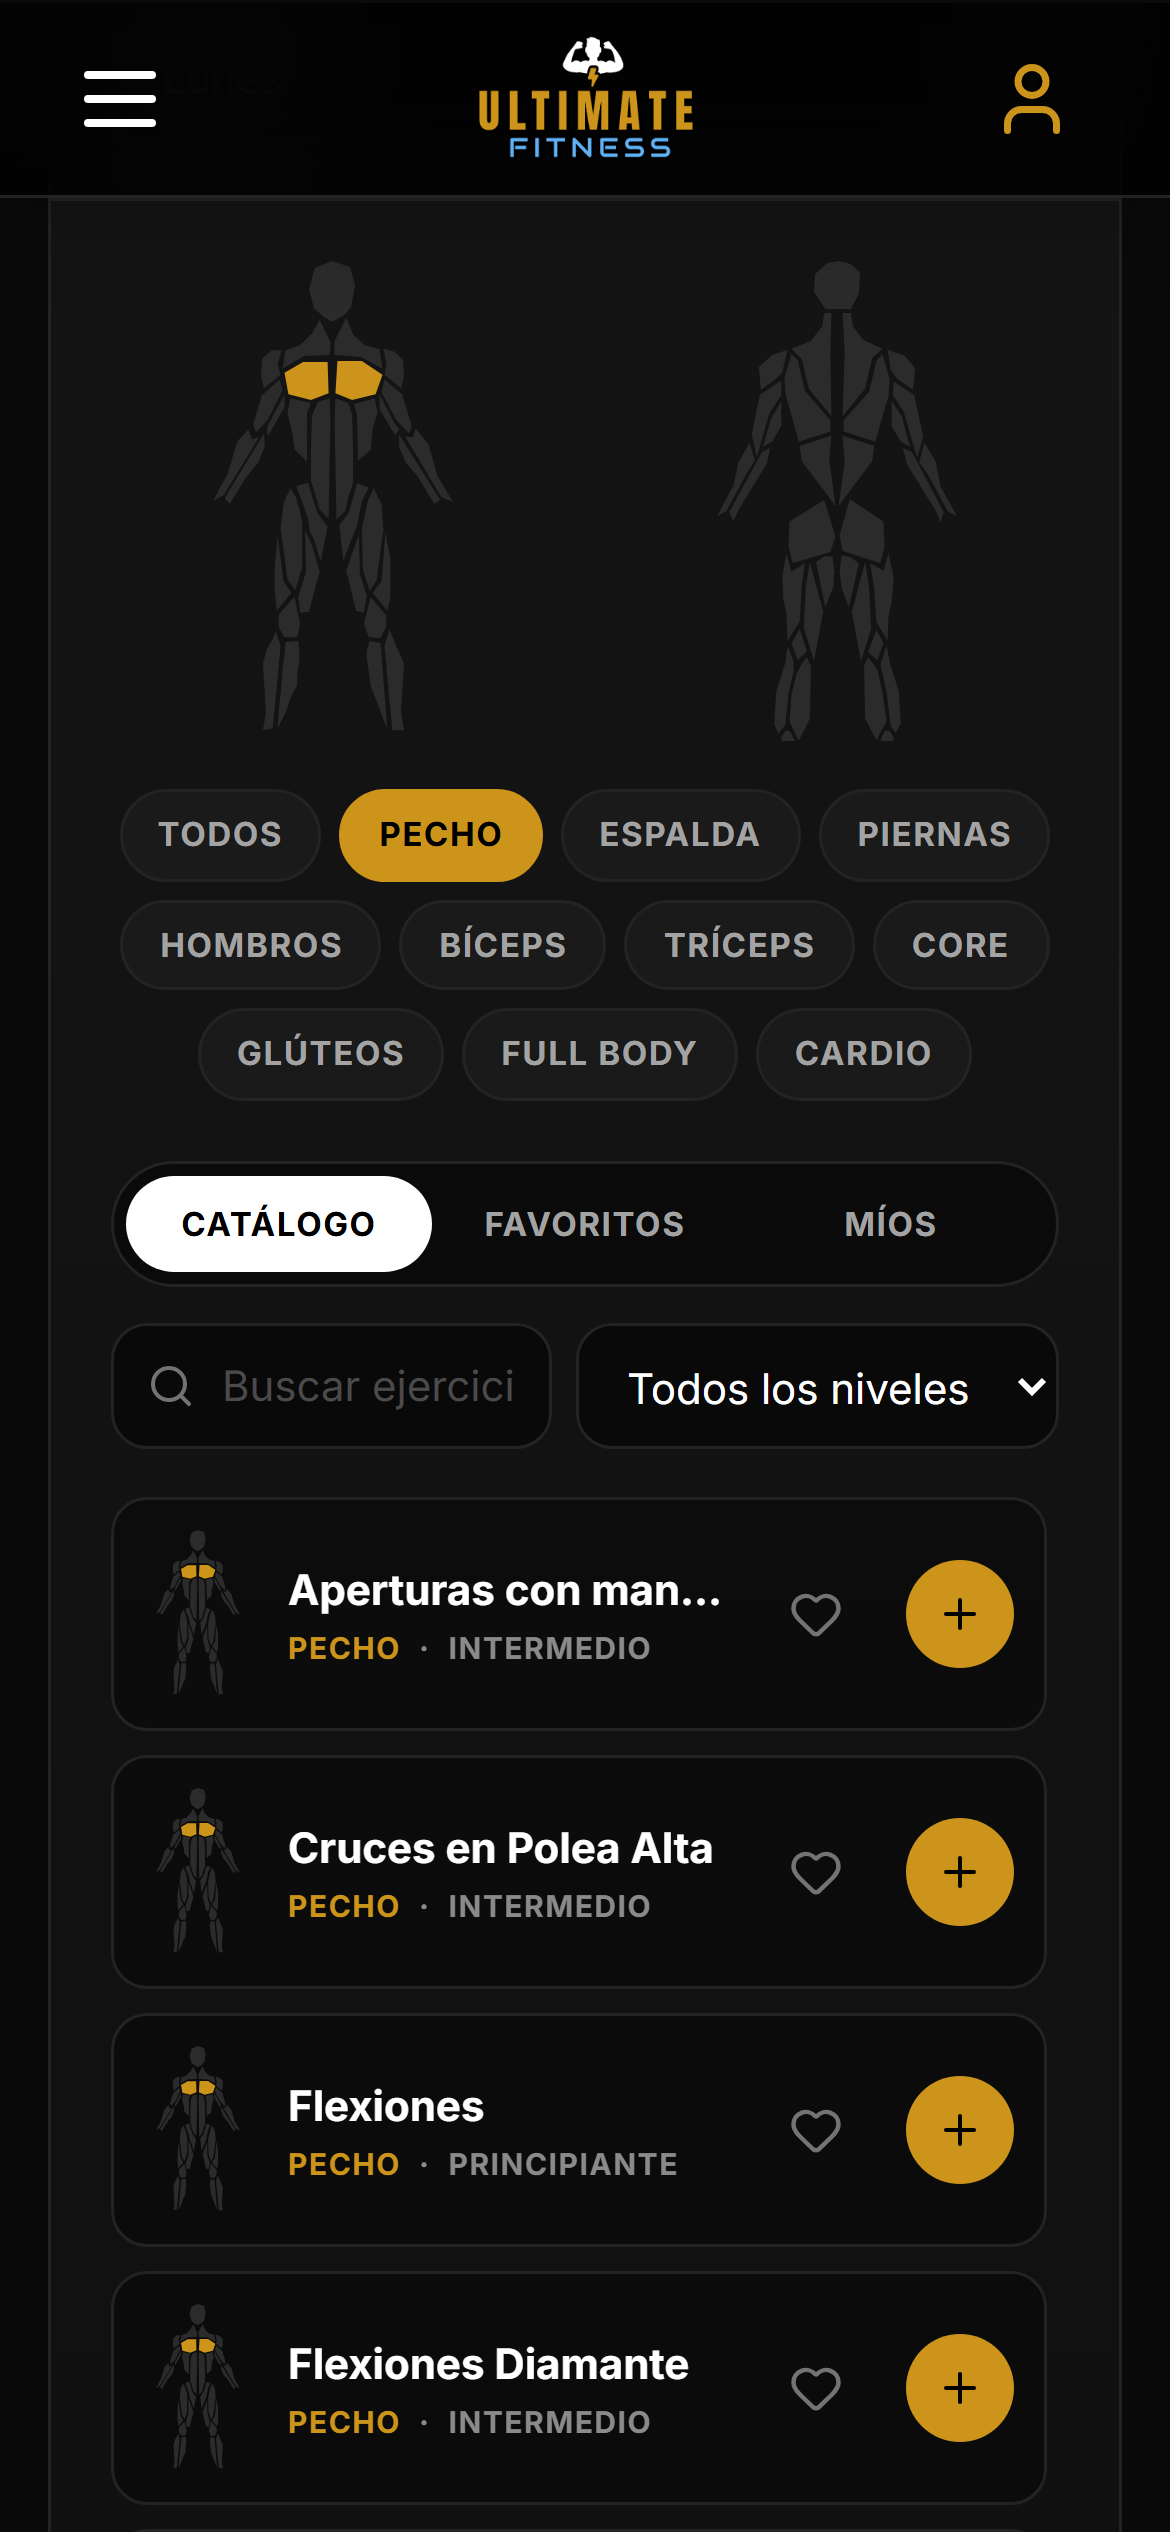 Lunes
ULTIMATE
FITNESS
TODOS PECHO ESPALDA PIERNAS
HOMBROS BÍCEPS TRÍCEPS CORE
GLÚTEOS FULL BODY CARDIO
CATÁLOGO FAVORITOS MÍOS
Buscar ejercici Todos los niveles
Aperturas con man...
PECHO · INTERMEDIO
Cruces en Polea Alta
PECHO · INTERMEDIO
Flexiones
PECHO · PRINCIPIANTE
Flexiones Diamante
PECHO · INTERMEDIO